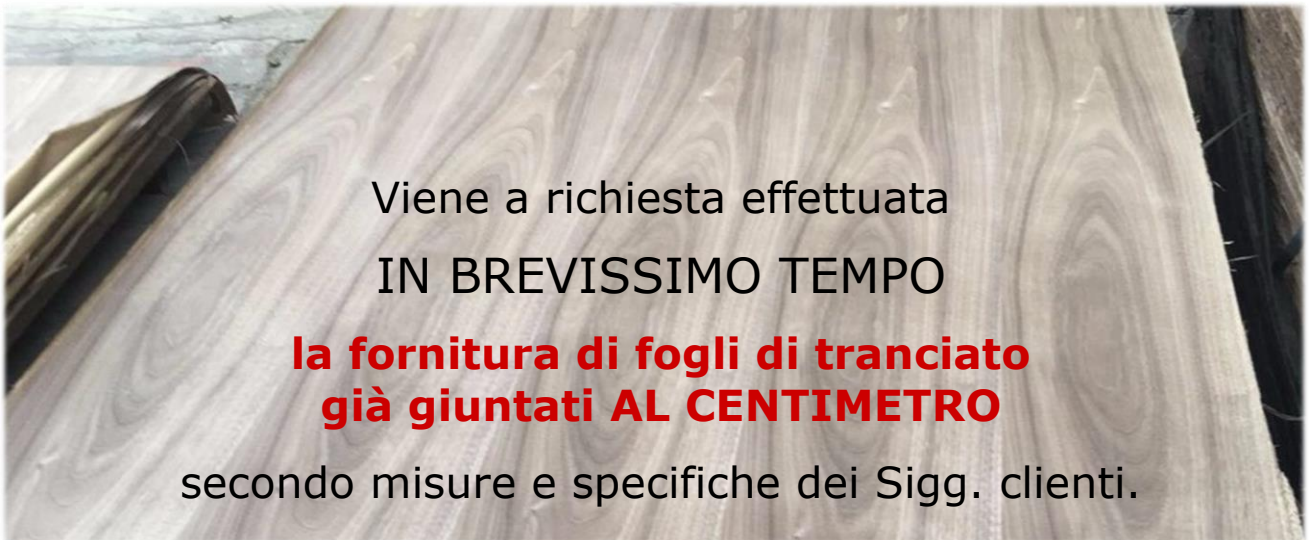 Viene a richiesta effettuata
IN BREVISSIMO TEMPO
la fornitura di fogli di tranciato
già giuntati AL CENTIMETRO
secondo misure e specifiche dei Sigg. clienti.